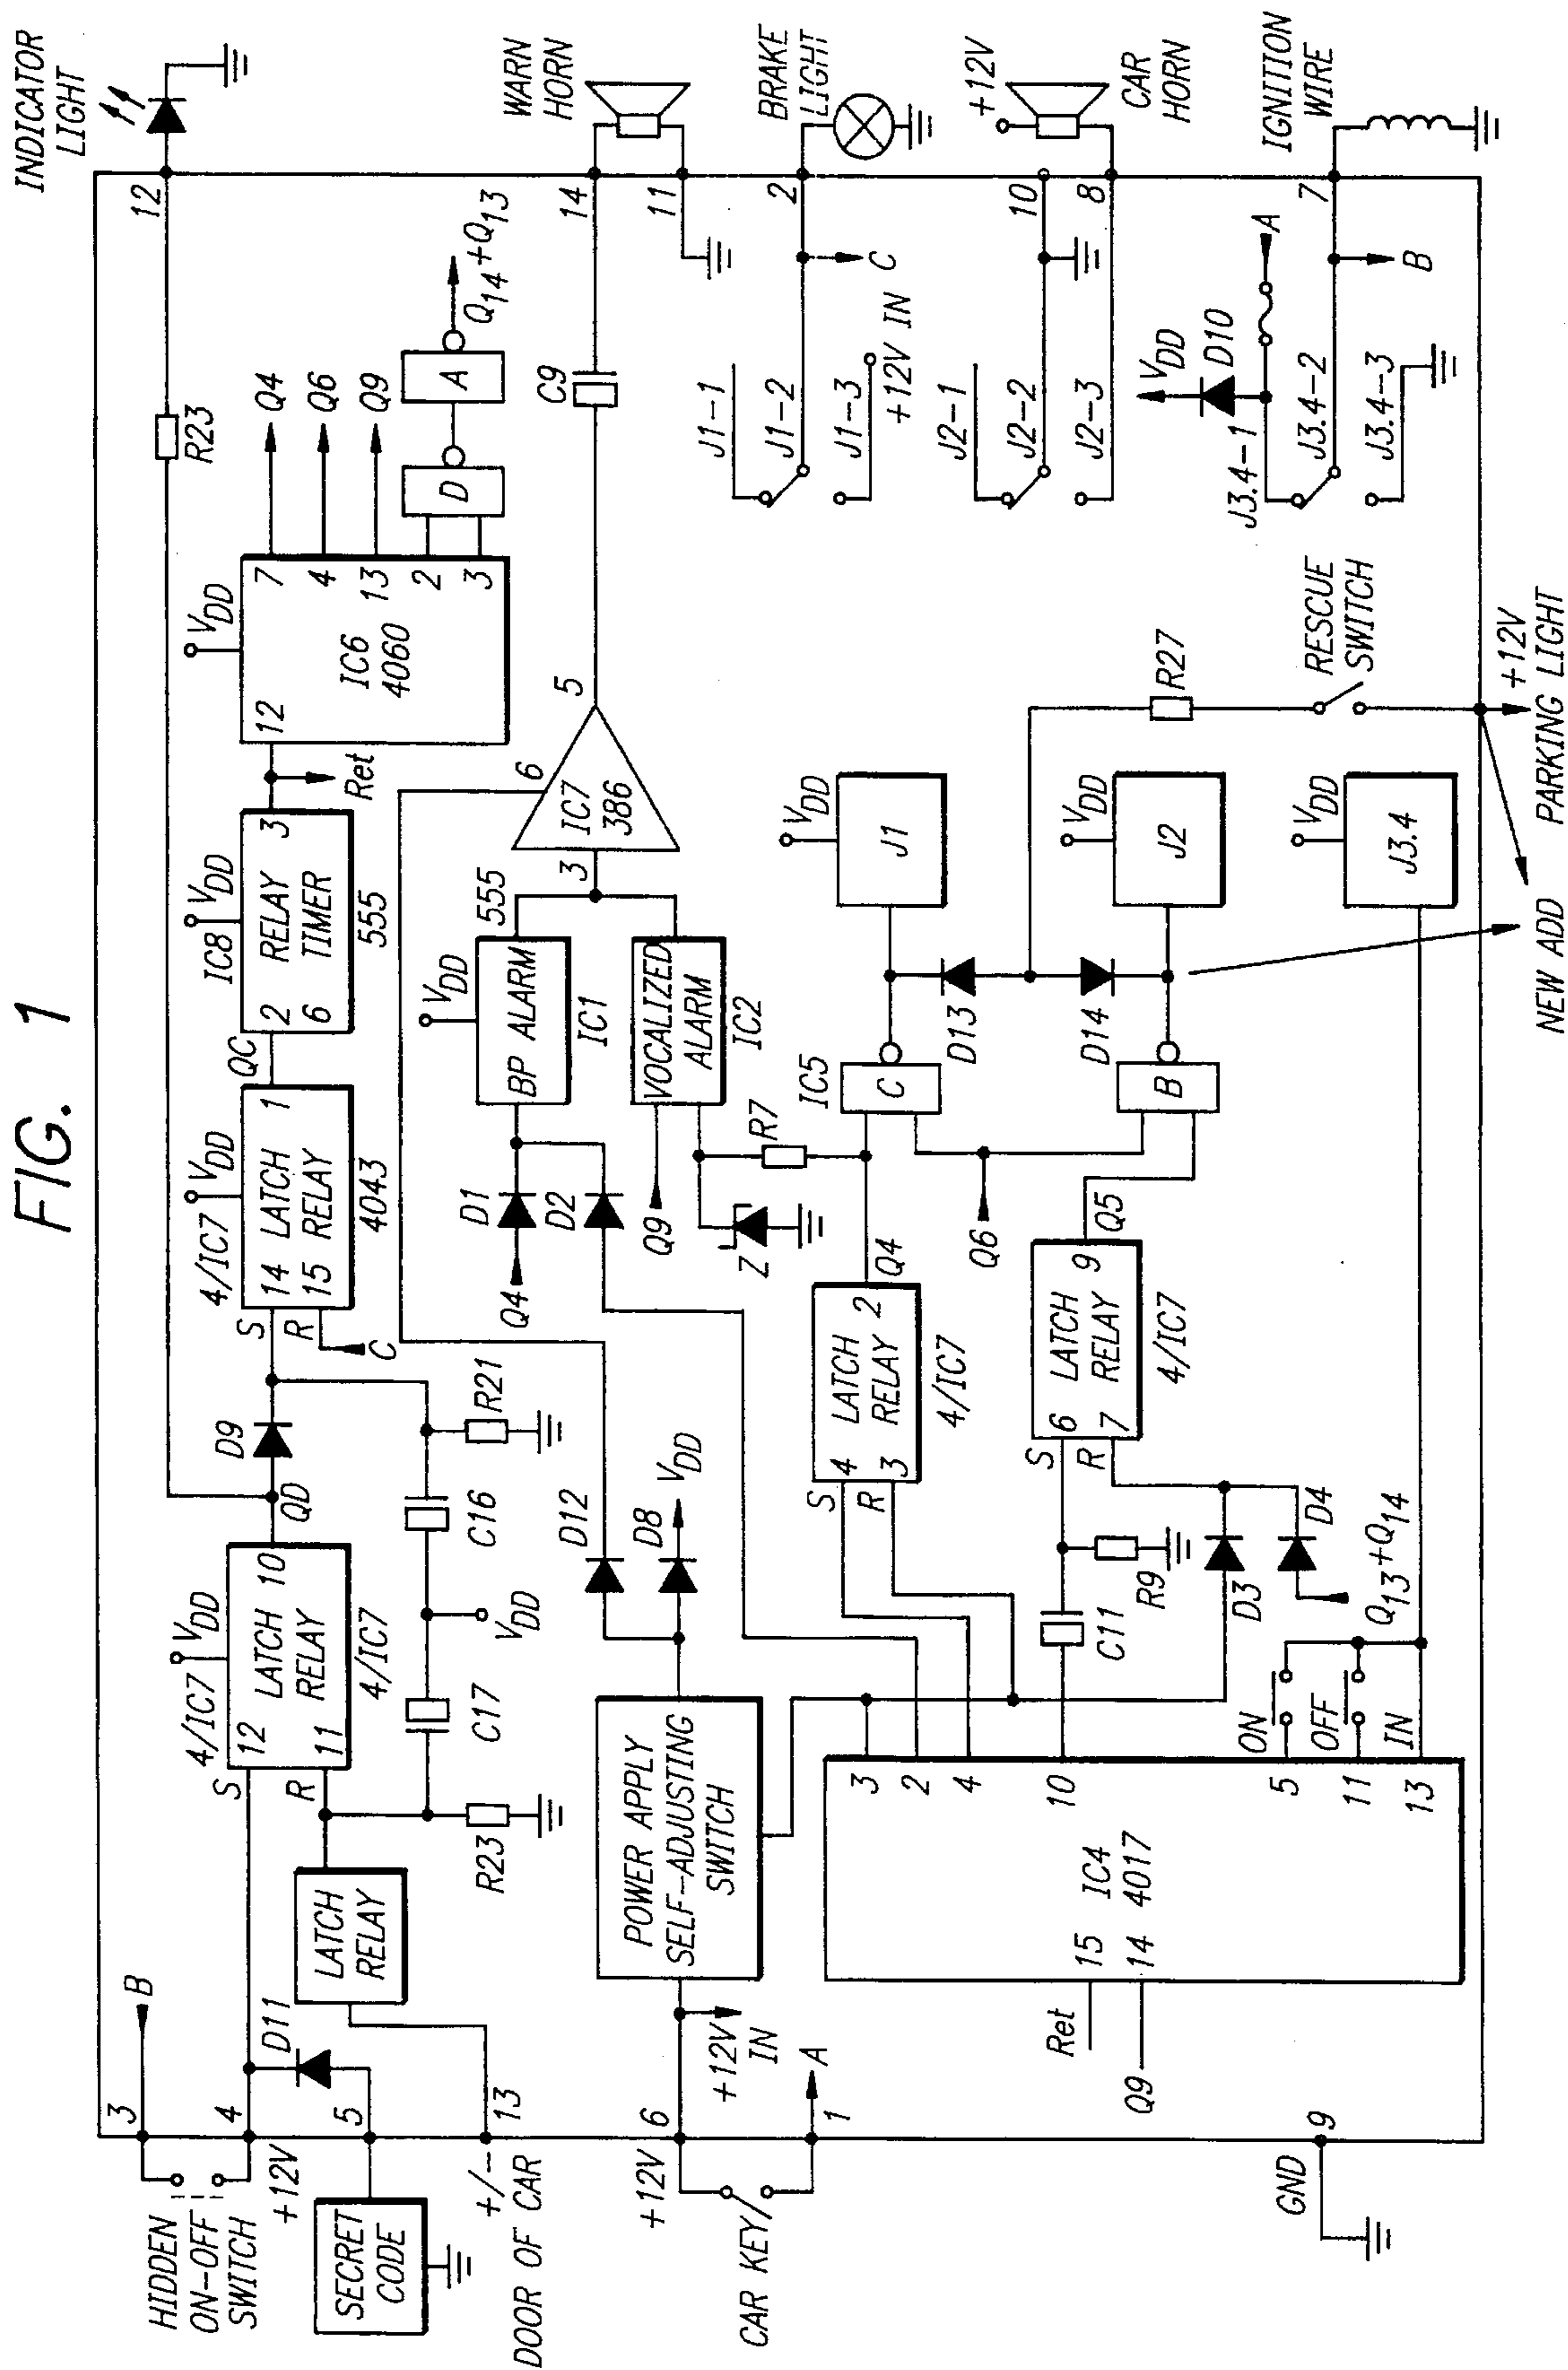 FIG. 1
HIDDEN
ON-OFF
SWITCH
3
B
4
+12V
5
D11
SECRET
CODE
+/-
13
DOOR OF CAR
LATCH
RELAY
S
12
R
11
4/IC7
VDD
LATCH
RELAY
10
4/IC7
QD
D9
R23
C17
VDD
C16
R21
S
14
R
15
C
4/IC7
VDD
LATCH
RELAY
1
4043
QC
2
6
IC8
VDD
RELAY
TIMER
3
555
Ret
12
VDD
IC6
4060
7
4
13
2
3
Q4
Q6
Q9
D
A
Q14+Q13
R23
12
INDICATOR
LIGHT
+12V
6
+12V
IN
CAR KEY
1
A
POWER APPLY
SELF-ADJUSTING
SWITCH
D12
D8
VDD
Q4
D1
D2
VDD
BP ALARM
555
IC1
Q9
VOCALIZED
ALARM
IC2
Z
R7
3
IC7
386
6
5
C9
14
11
WARN
HORN
GND
9
Ret
15
Q9
14
IC4
4017
3
2
4
10
5
11
13
ON
OFF
IN
S
4
R
3
LATCH
RELAY
2
4/IC7
Q4
C11
R9
S
6
R
7
LATCH
RELAY
9
4/IC7
Q5
D3
D4
Q13+Q14
Q6
IC5
C
B
D13
D14
VDD
J1
VDD
J2
VDD
J3.4
R27
RESCUE
SWITCH
+12V
PARKING LIGHT
NEW ADD
J1-1
J1-2
J1-3
+12V IN
C
2
BRAKE
LIGHT
J2-1
J2-2
J2-3
10
8
+12V
CAR
HORN
J3.4-1
J3.4-2
J3.4-3
VDD
D10
A
B
7
IGNITION
WIRE